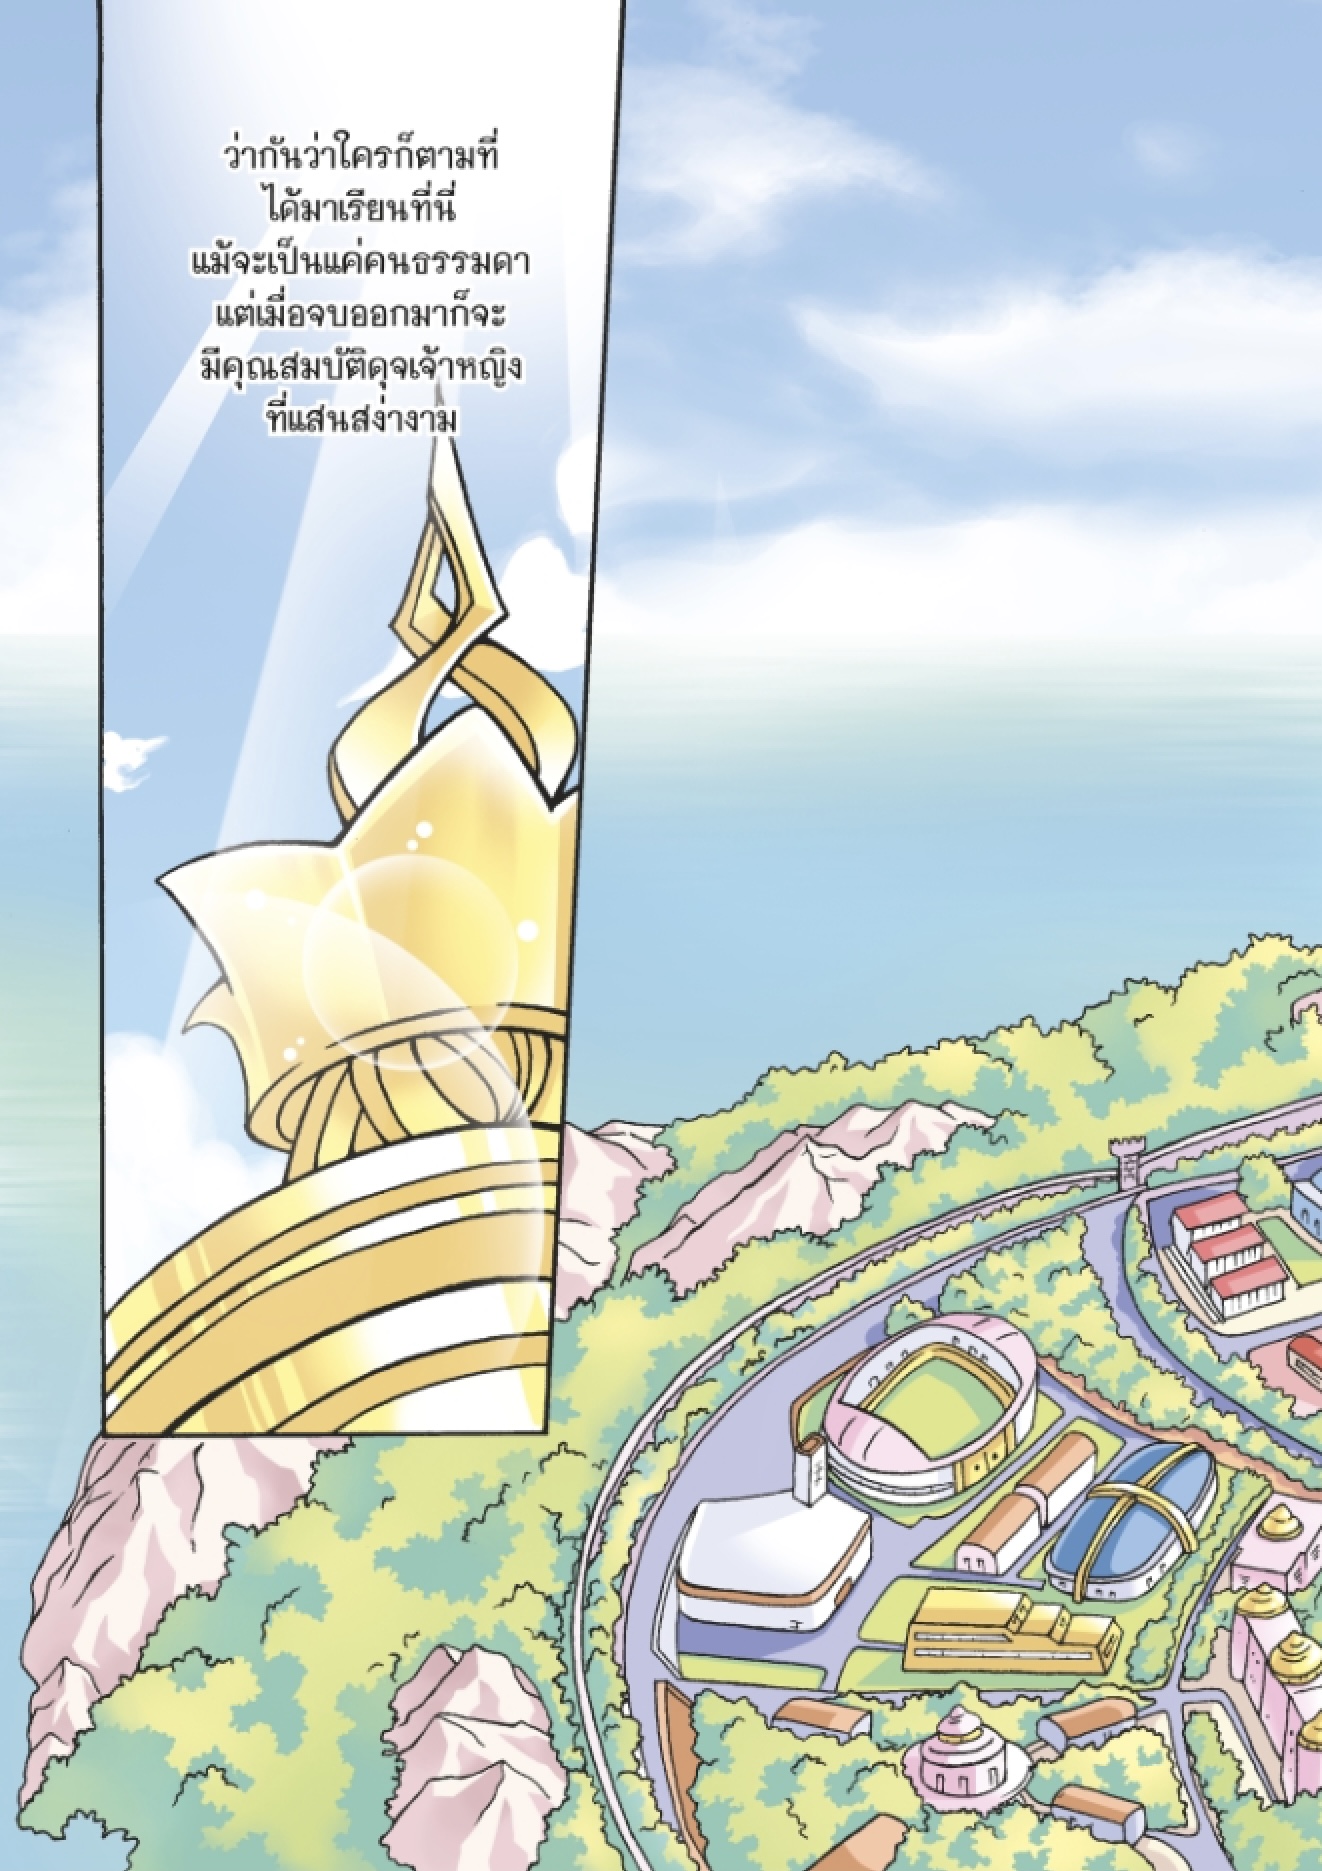 ว่ากันว่าใครก็ตามที่
ได้มาเรียนที่นี่
แม้จะเป็นแค่คนธรรมดา
แต่เมื่อจบออกมาก็จะ
มีคุณสมบัติดุจเจ้าหญิง
ที่แสนสง่างาม